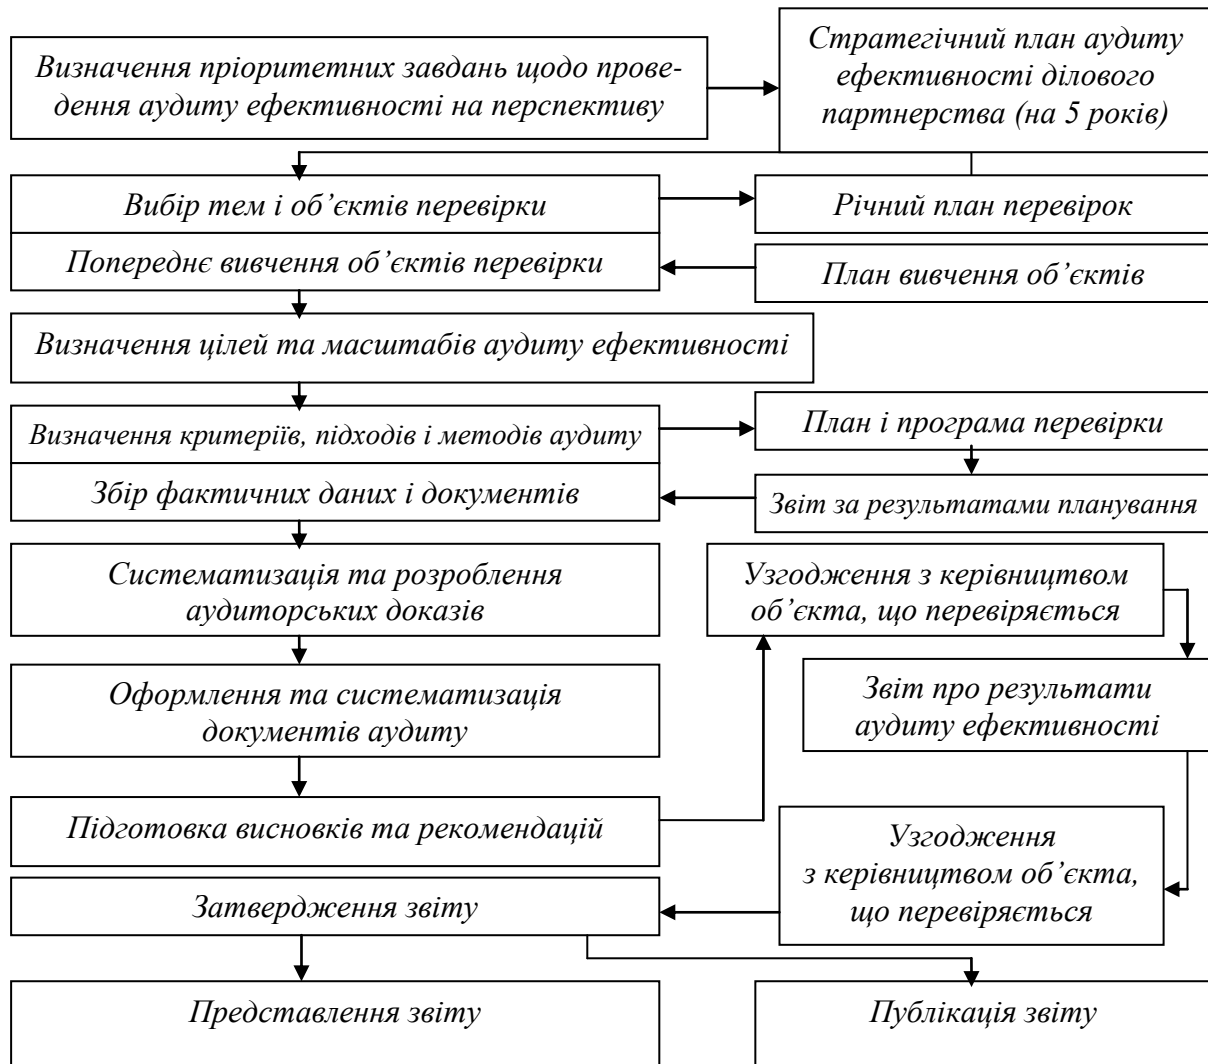 Визначення пріоритетних завдань щодо прове-
дення аудиту ефективності на перспективу
Стратегічний план аудиту
ефективності ділового
партнерства (на 5 років)
Вибір тем і об’єктів перевірки
Річний план перевірок
Попереднє вивчення об’єктів перевірки
План вивчення об’єктів
Визначення цілей та масштабів аудиту ефективності
Визначення критеріїв, підходів і методів аудиту
План і програма перевірки
Збір фактичних даних і документів
Звіт за результатами планування
Систематизація та розроблення
аудиторських доказів
Узгодження з керівництвом
об’єкта, що перевіряється
Оформлення та систематизація
документів аудиту
Звіт про результати
аудиту ефективності
Підготовка висновків та рекомендацій
Узгодження
з керівництвом об’єкта,
що перевіряється
Затвердження звіту
Представлення звіту
Публікація звіту